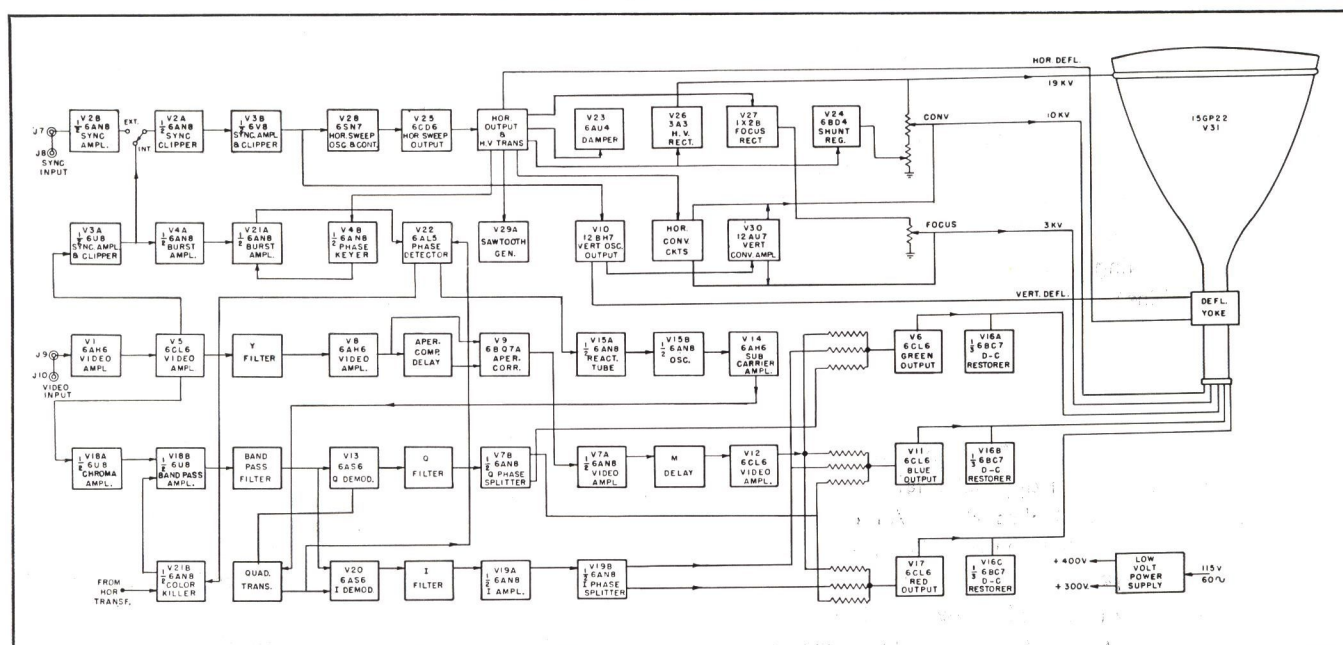 HOR. DEFL.
19 KV
10 KV
15GP22
V31
J7
J8
SYNC
INPUT
V2B
1/2 6AN8
SYNC
AMPL.
EXT.
INT
V2A
1/2 6AN8
SYNC
CLIPPER
V3B
1/2 6V8
SYNC. AMPL
& CLIPPER
V28
6SN7
HOR. SWEEP
OSC & CONT.
V25
6CD6
HOR SWEEP
OUTPUT
HOR.
OUTPUT
&
H.V TRANS
V23
6AU4
DAMPER
V26
3A3
H.V.
RECT.
V27
1X2B
FOCUS
RECT
V24
6BD4
SHUNT
REG.
CONV
V3A
1/2 6U8
SYNC. AMPL
& CLIPPER
V4A
6AN8
BURST
AMPL.
V21A
1/2 6AN8
BURST
AMPL.
V4B
1/2 6AN8
PHASE
KEYER
V22
6AL5
PHASE
DETECTOR
V29A
SAWTOOTH
GEN.
V10
12BH7
VERT OSC.
OUTPUT
HOR.
CONV.
CKTS
V30
12AU7
VERT
CONV. AMPL
FOCUS
3 KV
VERT. DEFL.
DEFL.
YOKE
J9
J10
VIDEO
INPUT
V1
6AH6
VIDEO
AMPL
V5
6CL6
VIDEO
AMPL.
Y
FILTER
V8
6AH6
VIDEO
AMPL.
APER.
COMP.
DELAY
V9
6BQ7A
APER.
CORR.
V15A
1/2 6AN8
REACT.
TUBE
V15B
1/2 6AN8
OSC.
V14
6AH6
SUB
CARRIER
AMPL.
V6
6CL6
GREEN
OUTPUT
V16A
1/3 6BC7
D-C
RESTORER
V18A
1/2 6U8
CHROMA
AMPL.
V18B
1/2 6U8
BAND PASS
AMPL.
BAND
PASS
FILTER
V13
6AS6
Q DEMOD.
Q
FILTER
V7B
1/2 6AN8
Q PHASE
SPLITTER
V7A
1/2 6AN8
VIDEO
AMPL
M
DELAY
V12
6CL6
VIDEO
AMPL.
V11
6CL6
BLUE
OUTPUT
V16B
1/3 6BC7
D-C
RESTORER
FROM
HOR
TRANSF.
V21B
1/2 6AN8
COLOR
KILLER
QUAD.
TRANS.
V20
6AS6
I DEMOD.
I
FILTER
V19A
1/2 6AN8
I AMPL.
V19B
1/2 6AN8
I PHASE
SPLITTER
V17
6CL6
RED
OUTPUT
V16C
1/3 6BC7
D-C
RESTORER
+400V
+300V.
LOW
VOLT
POWER
SUPPLY
115V
60∿